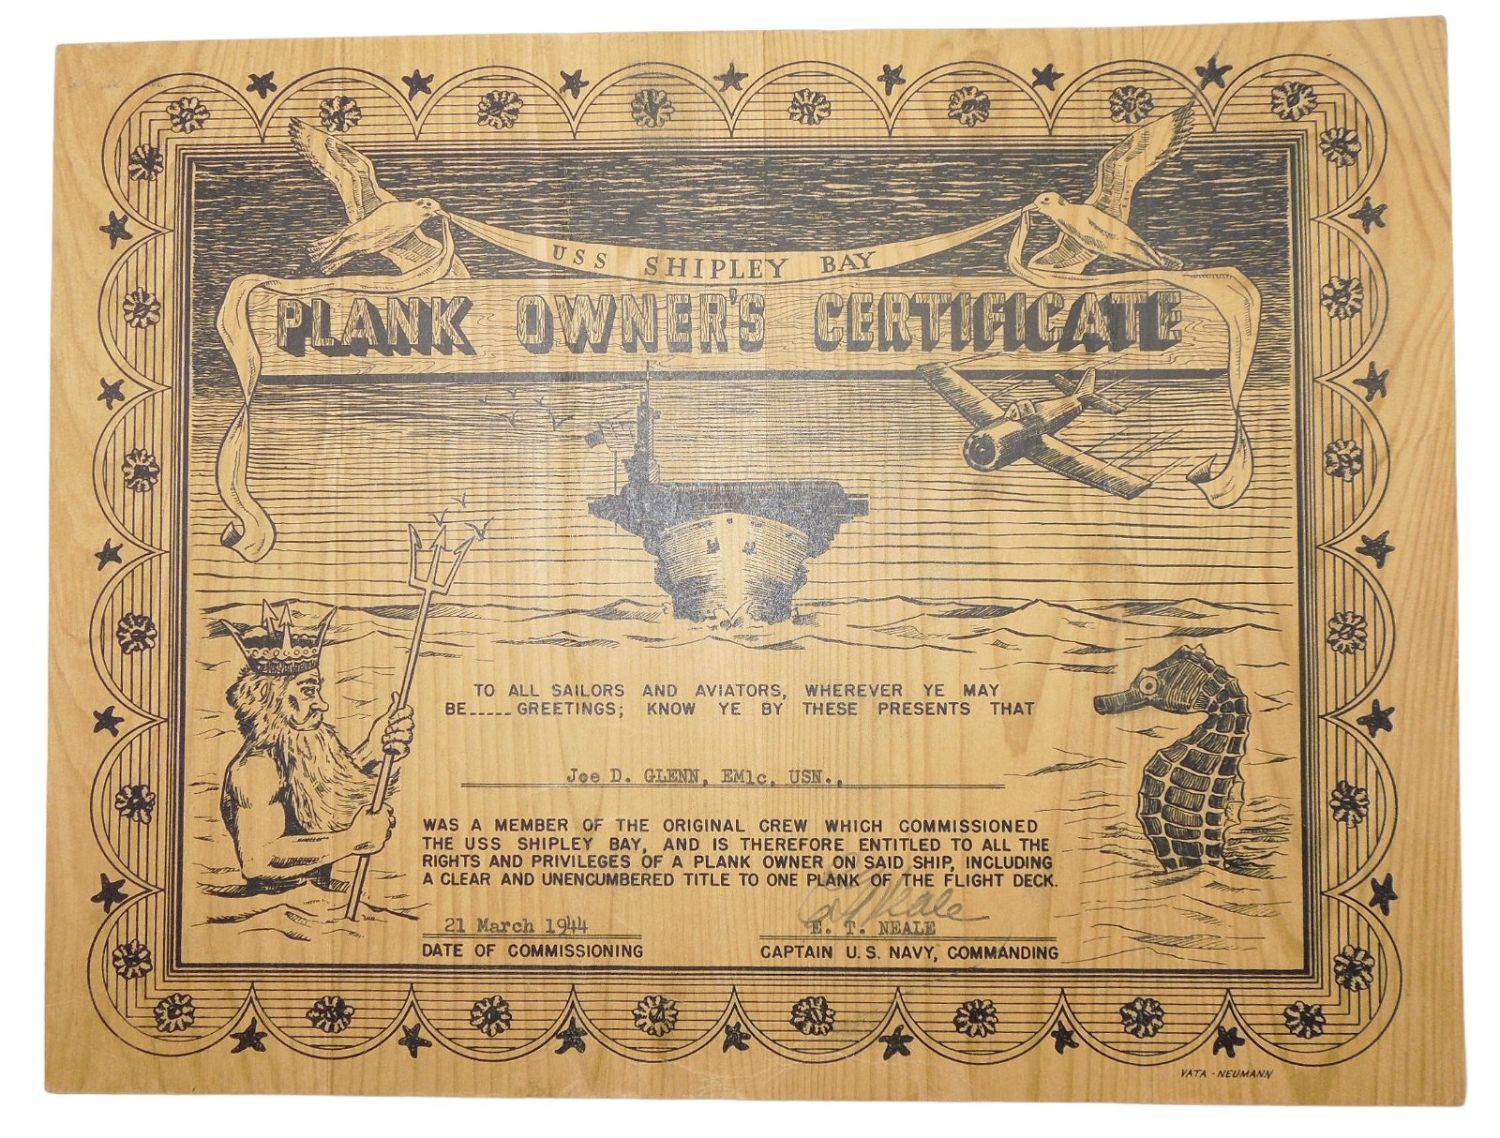 USS SHIPLEY BAY
PLANK OWNER'S CERTIFICATE
TO ALL SAILORS AND AVIATORS, WHEREVER YE MAY
BE_____GREETINGS; KNOW YE BY THESE PRESENTS THAT
Joe D. GLENN, EM1c, USN.,
WAS A MEMBER OF THE ORIGINAL CREW WHICH COMMISSIONED
THE USS SHIPLEY BAY, AND IS THEREFORE ENTITLED TO ALL THE
RIGHTS AND PRIVILEGES OF A PLANK OWNER ON SAID SHIP, INCLUDING
A CLEAR AND UNENCUMBERED TITLE TO ONE PLANK OF THE FLIGHT DECK.
E T Neale
21 March 1944 E. T. NEALE
DATE OF COMMISSIONING CAPTAIN U.S. NAVY, COMMANDING
VATA - NEUMANN